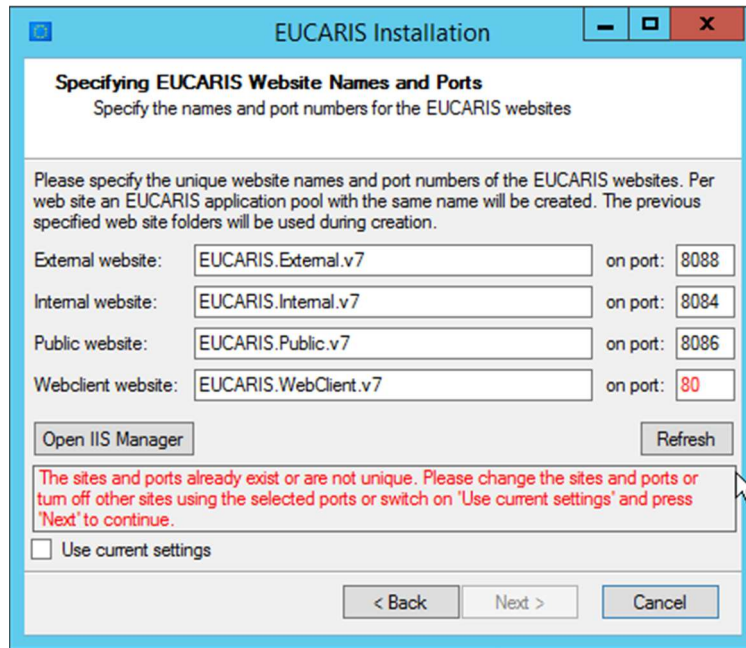 EUCARIS Installation
Specifying EUCARIS Website Names and Ports
Specify the names and port numbers for the EUCARIS websites
Please specify the unique website names and port numbers of the EUCARIS websites. Per
web site an EUCARIS application pool with the same name will be created. The previous
specified web site folders will be used during creation.
External website: EUCARIS.External.v7 on port: 8088
Internal website: EUCARIS.Internal.v7 on port: 8084
Public website: EUCARIS.Public.v7 on port: 8086
Webclient website: EUCARIS.WebClient.v7 on port: 80
Open IIS Manager Refresh
The sites and ports already exist or are not unique. Please change the sites and ports or
turn off other sites using the selected ports or switch on 'Use current settings' and press
'Next' to continue.
Use current settings
< Back Next > Cancel